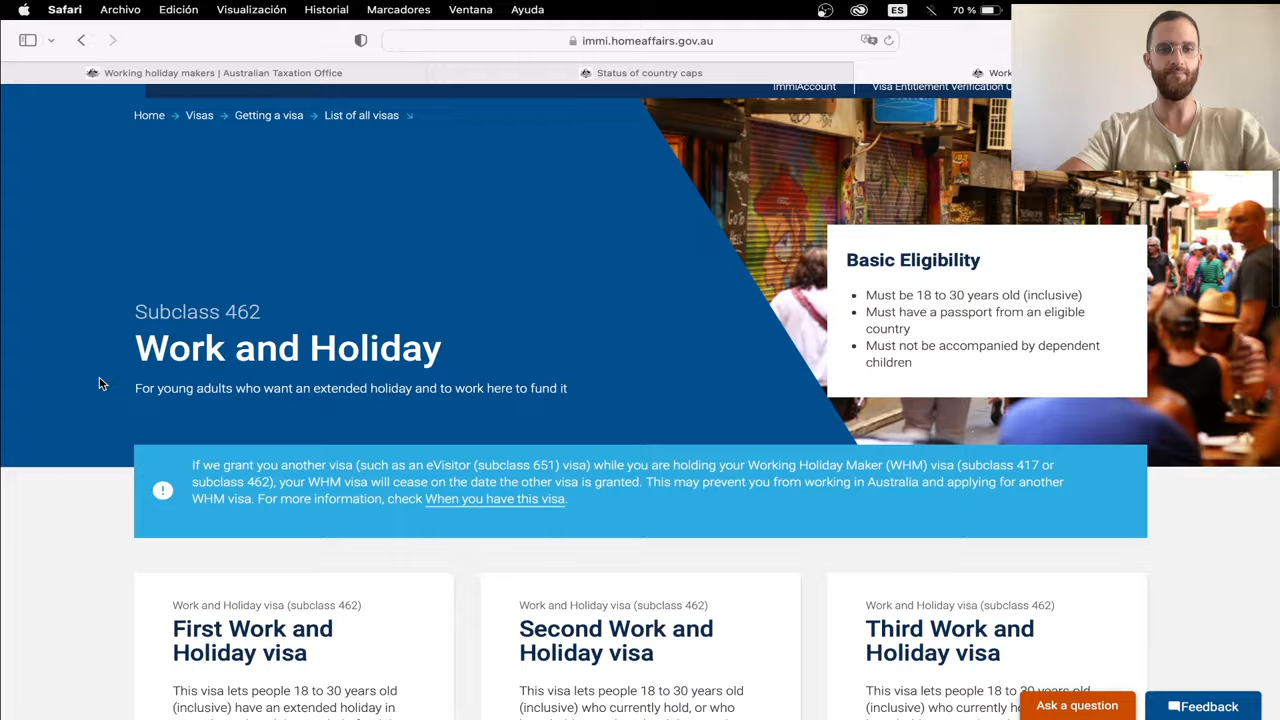 Safari Archivo Edición Visualización Historial Marcadores Ventana Ayuda ES 70 %
immi.homeaffairs.gov.au
Working holiday makers | Australian Taxation Office Status of country caps Work
ImmiAccount Visa Entitlement Verification O
Home Visas Getting a visa List of all visas
Basic Eligibility
Must be 18 to 30 years old (inclusive)
Must have a passport from an eligible
country
Must not be accompanied by dependent
children
Subclass 462
Work and Holiday
For young adults who want an extended holiday and to work here to fund it
If we grant you another visa (such as an eVisitor (subclass 651) visa) while you are holding your Working Holiday Maker (WHM) visa (subclass 417 or
subclass 462), your WHM visa will cease on the date the other visa is granted. This may prevent you from working in Australia and applying for another
WHM visa. For more information, check When you have this visa.
Work and Holiday visa (subclass 462)
First Work and
Holiday visa
This visa lets people 18 to 30 years old
(inclusive) have an extended holiday in
Work and Holiday visa (subclass 462)
Second Work and
Holiday visa
This visa lets people 18 to 30 years old
(inclusive) who currently hold, or who
Work and Holiday visa (subclass 462)
Third Work and
Holiday visa
This visa lets people 18 to 30 years old
(inclusive) who currently ho
Ask a question
Feedback